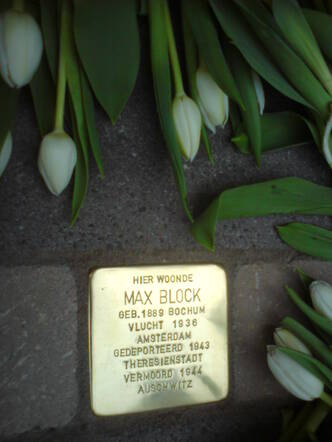 HIER WOONDE
MAX BLOCK
GEB.1889 BOCHUM
VLUCHT 1936
AMSTERDAM
GEDEPORTEERD 1943
THERESIENSTADT
VERMOORD 1944
AUSCHWITZ